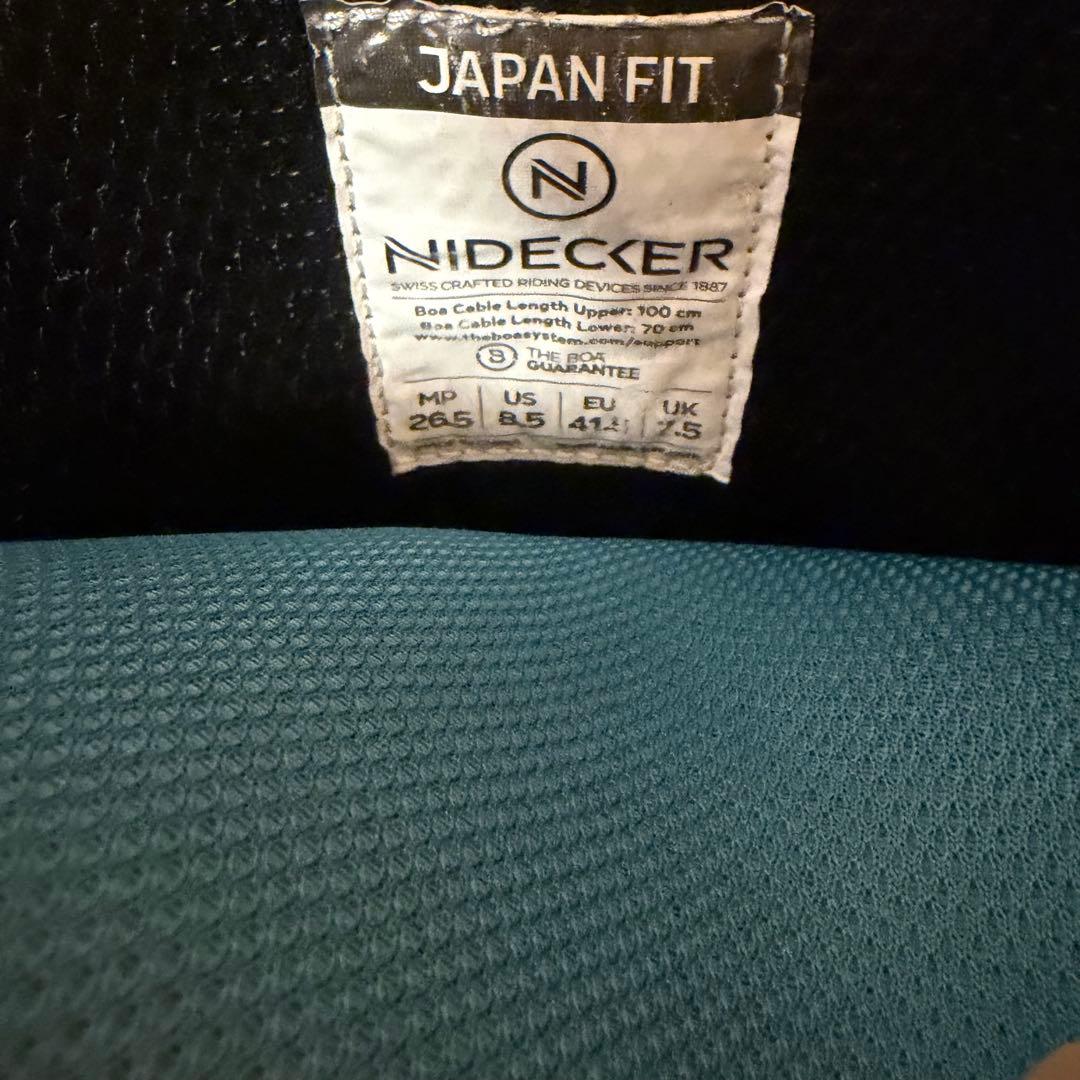 JAPAN FIT
N
NIDECKER
SWISS CRAFTED RIDING DEVICES SINCE 1887
Boa Cable Length Upper: 100 cm
Boa Cable Length Lower: 70 cm
www.theboasystem.com/support
THE BOA
GUARANTEE
MP US EU UK
26.5 8.5 7.5